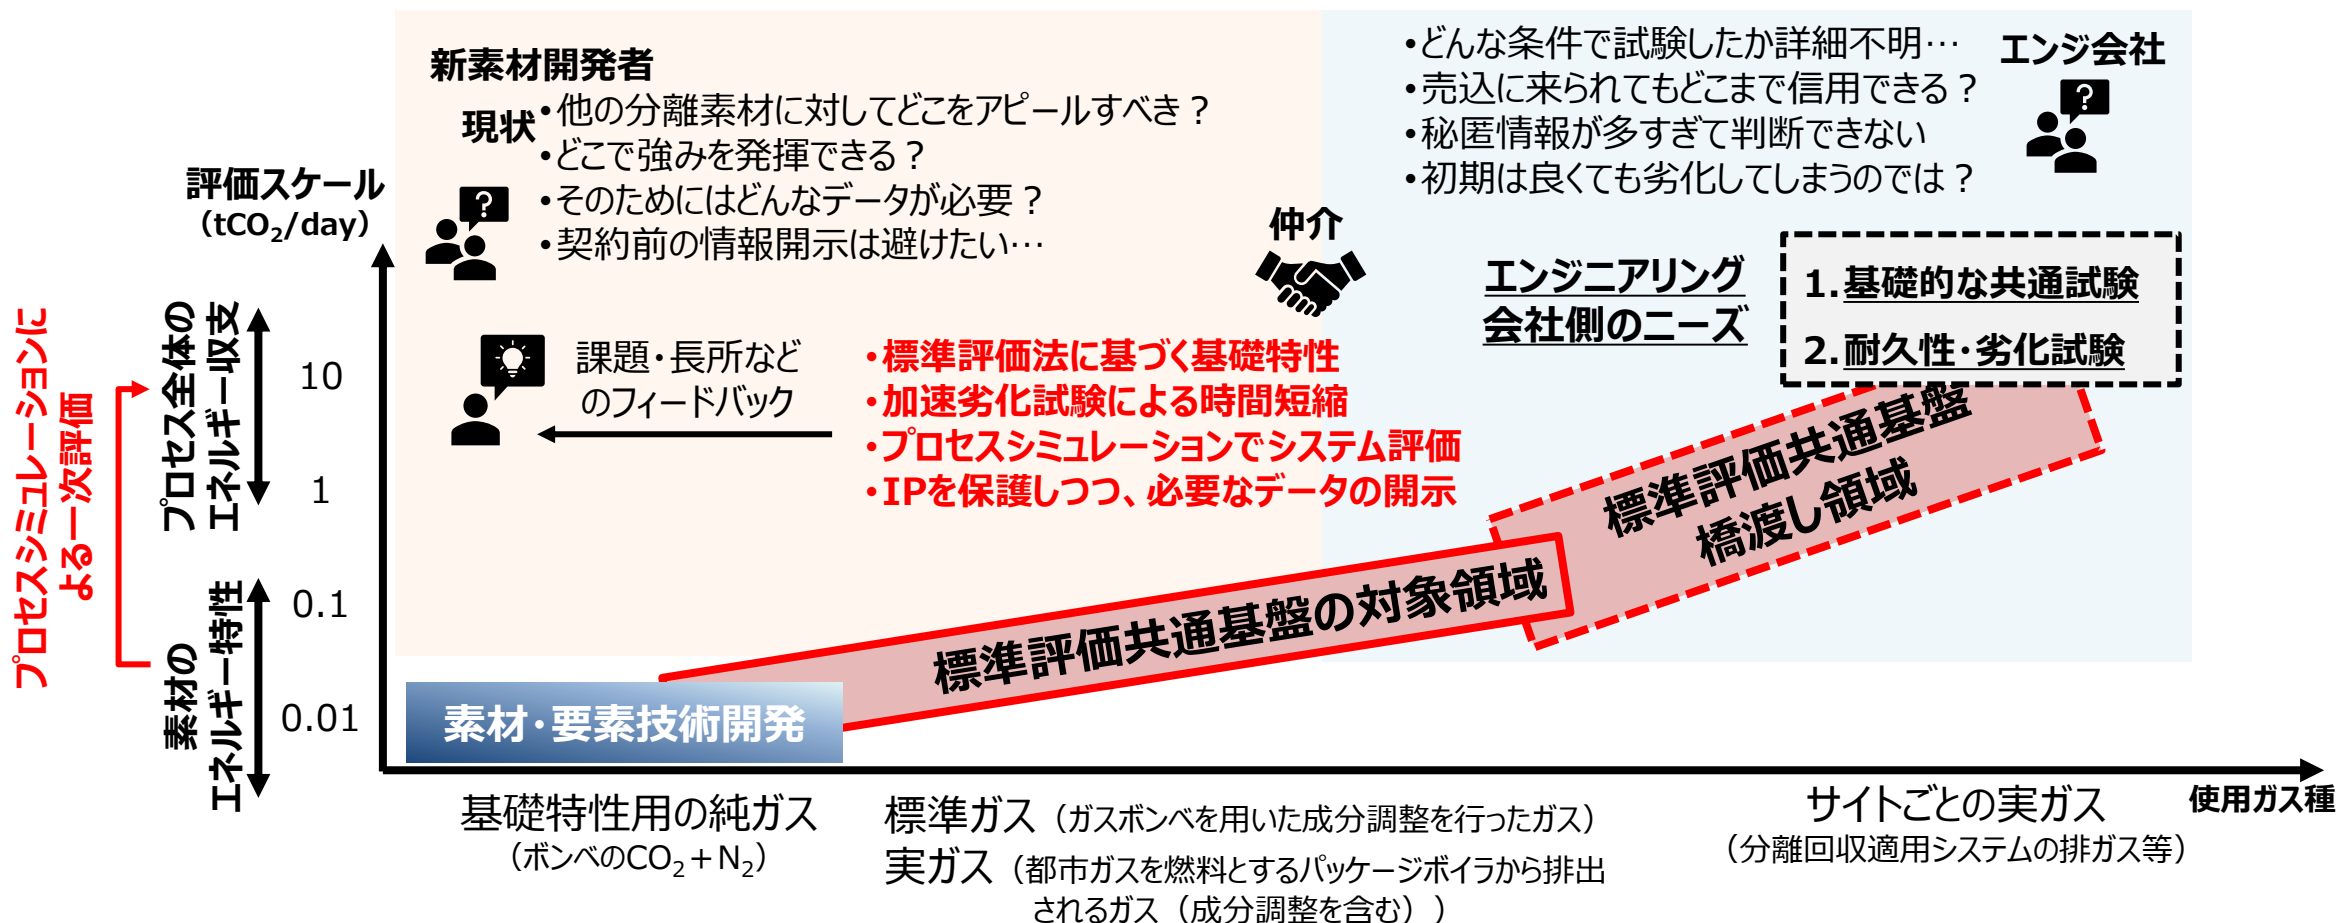 新素材開発者
現状
・他の分離素材に対してどこをアピールすべき？
・どこで強みを発揮できる？
・そのためにはどんなデータが必要？
・契約前の情報開示は避けたい…
・どんな条件で試験したか詳細不明…
・売込に来られてもどこまで信用できる？
・秘匿情報が多すぎて判断できない
・初期は良くても劣化してしまうのでは？
エンジ会社
仲介
エンジニアリング
会社側のニーズ
1.基礎的な共通試験
2.耐久性・劣化試験
課題・長所など
のフィードバック
・標準評価法に基づく基礎特性
・加速劣化試験による時間短縮
・プロセスシミュレーションでシステム評価
・IPを保護しつつ、必要なデータの開示
評価スケール
（tCO₂/day）
プロセスシミュレーションに
よる一次評価
プロセス全体の
エネルギー収支
素材の
エネルギー特性
10
1
0.1
0.01
標準評価共通基盤
橋渡し領域
標準評価共通基盤の対象領域
素材・要素技術開発
基礎特性用の純ガス
（ボンベのCO₂＋N₂）
標準ガス（ガスボンベを用いた成分調整を行ったガス）
実ガス（都市ガスを燃料とするパッケージボイラから排出
されるガス（成分調整を含む））
サイトごとの実ガス
（分離回収適用システムの排ガス等）
使用ガス種